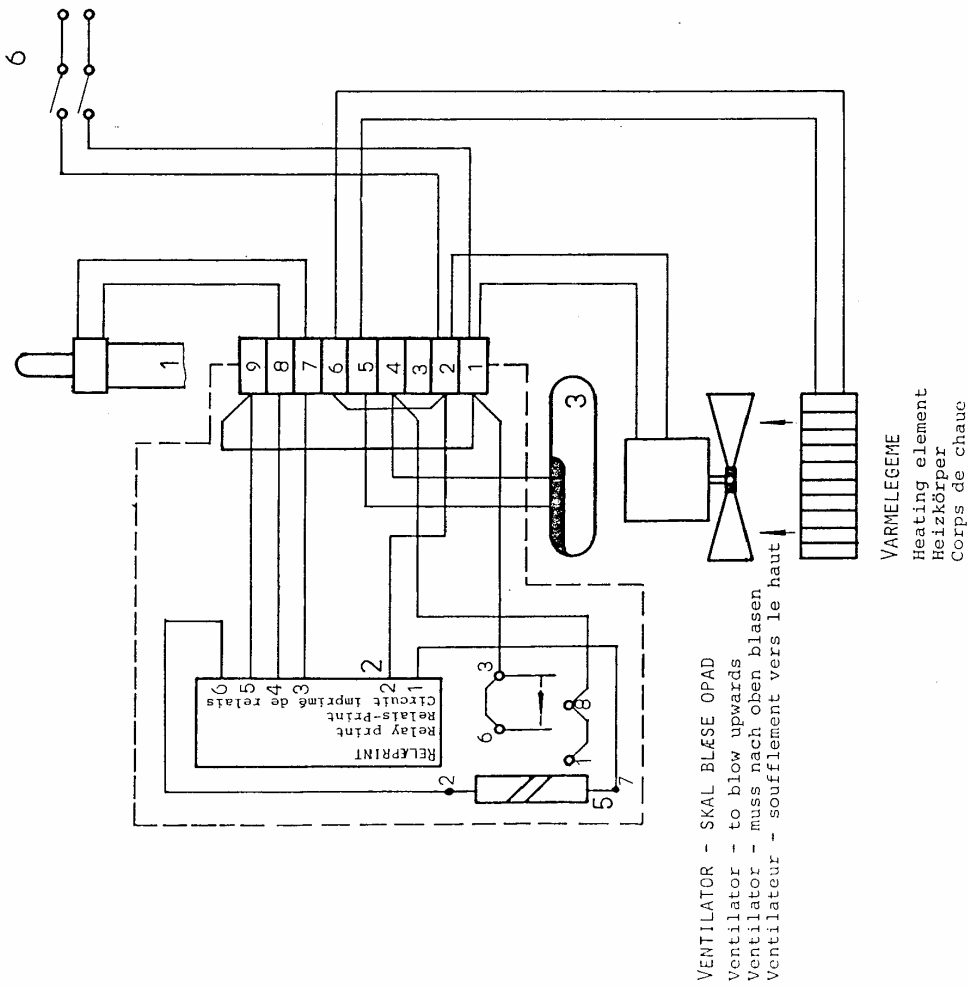 6
1
9
8
7
6
5
4
3
2
1
3
RELÆPRINT
Relay print
Relais-Print
Circuit imprimé de relais
6
5
4
3
2
2
1
3
6
8
1
2
5
7
VENTILATOR - SKAL BLÆSE OPAD
Ventilator - to blow upwards
Ventilator - muss nach oben blasen
Ventilateur - soufflement vers le haut
VARMELEGEME
Heating element
Heizkörper
Corps de chaue